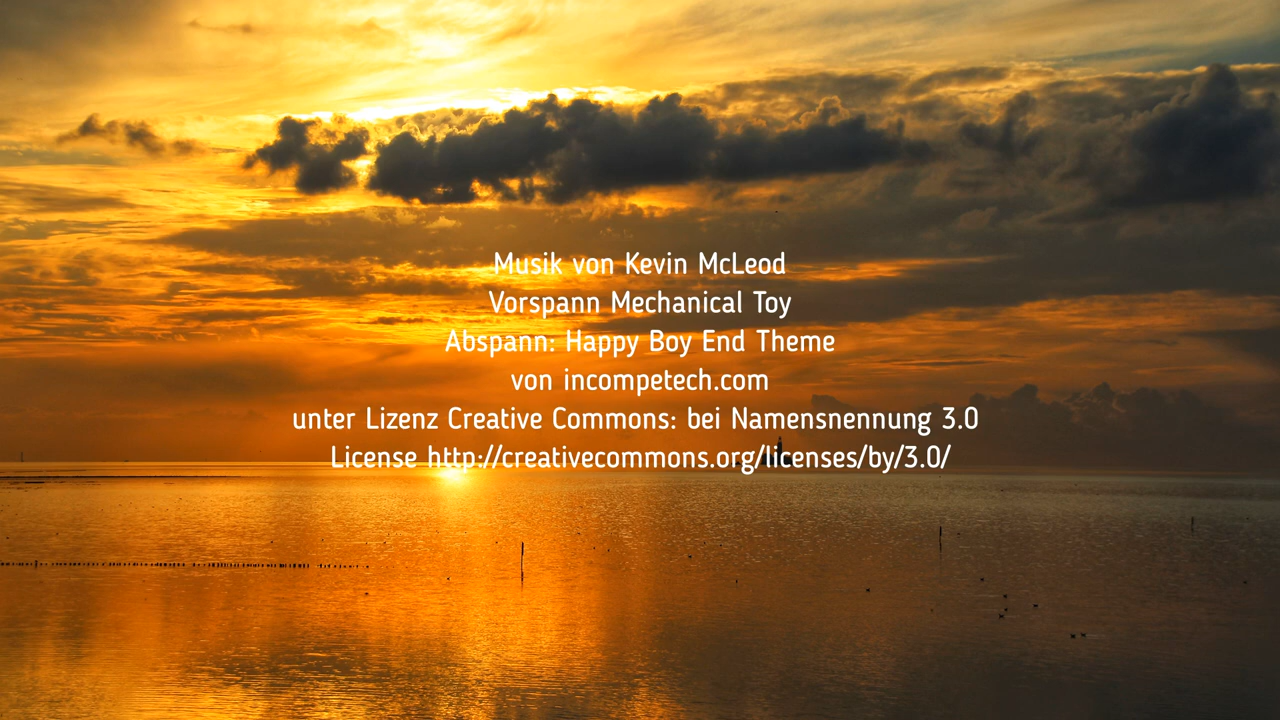 Musik von Kevin McLeod
Vorspann Mechanical Toy
Abspann: Happy Boy End Theme
von incompetech.com
unter Lizenz Creative Commons: bei Namensnennung 3.0
License http://creativecommons.org/licenses/by/3.0/